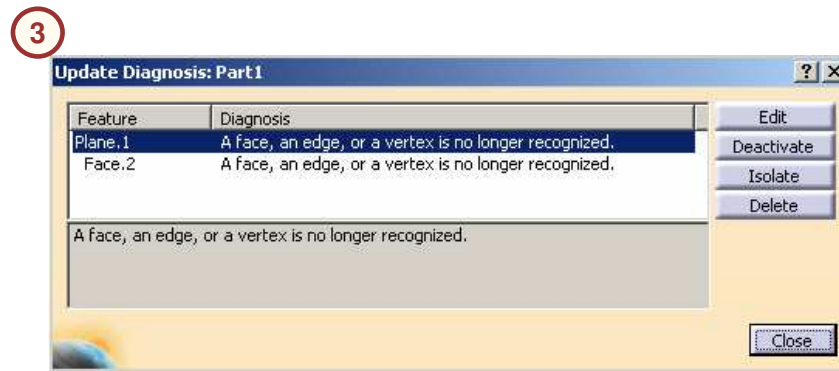 3
Update Diagnosis: Part1
Feature Diagnosis
Plane.1 A face, an edge, or a vertex is no longer recognized.
Face.2 A face, an edge, or a vertex is no longer recognized.
A face, an edge, or a vertex is no longer recognized.
Edit
Deactivate
Isolate
Delete
Close